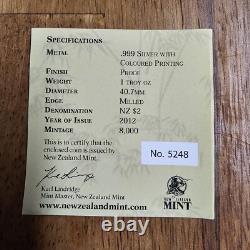 SPECIFICATIONS
METAL .999 SILVER WITH
COLOURED PRINTING
FINISH PROOF
WEIGHT 1 TROY OZ
DIAMETER 40.7MM
EDGE MILLED
DENOMINATION NZ $2
YEAR OF ISSUE 2012
MINTAGE 8,000
This is to certify that the
enclosed coin is issued by
New Zealand Mint.
No. 5248
Karl Landridge
Mint Master, New Zealand Mint
www.newzealandmint.com
NEW ZEALAND
MINT